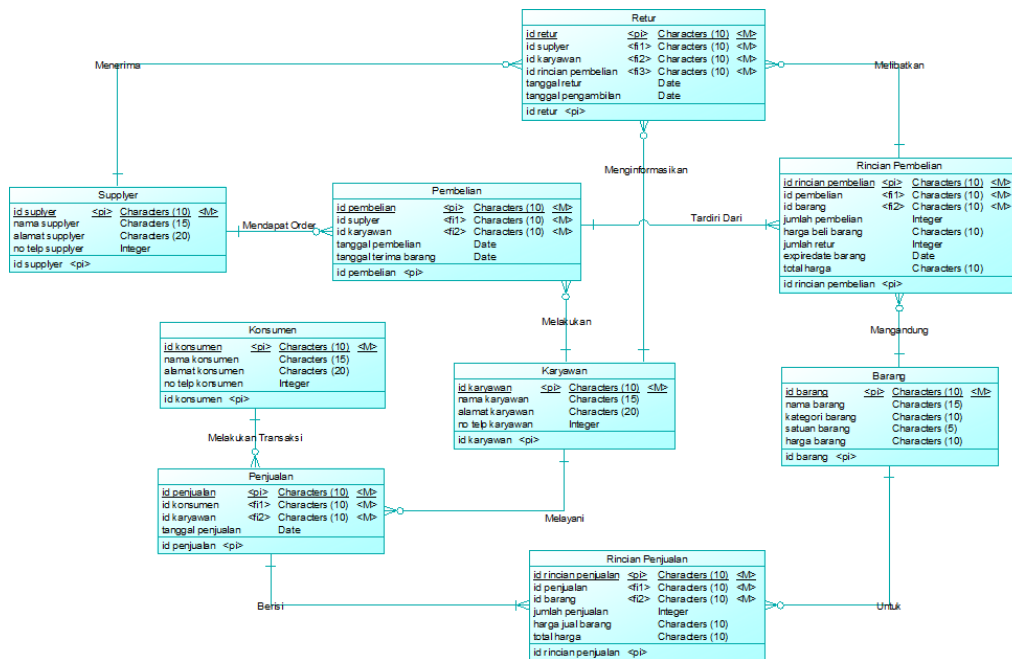 Retur
id retur <pi> Characters (10) <M>
id suplyer <fi1> Characters (10) <M>
id karyawan <fi2> Characters (10) <M>
id rincian pembelian <fi3> Characters (10) <M>
tanggal retur Date
tanggal pengambilan Date
id retur <pi>
Menerima
Melibatkan
Menginformasikan
Supplyer
id suplyer <pi> Characters (10) <M>
nama supplyer Characters (15)
alamat supplyer Characters (20)
no telp supplyer Integer
id supplyer <pi>
Mendapat Order
Pembelian
id pembelian <pi> Characters (10) <M>
id suplyer <fi1> Characters (10) <M>
id karyawan <fi2> Characters (10) <M>
tanggal pembelian Date
tanggal terima barang Date
id pembelian <pi>
Tardiri Dari
Rincian Pembelian
id rincian pembelian <pi> Characters (10) <M>
id pembelian <fi1> Characters (10) <M>
id barang <fi2> Characters (10) <M>
jumlah pembelian Integer
harga beli barang Characters (10)
jumlah retur Integer
expiredate barang Date
total harga Characters (10)
id rincian pembelian <pi>
Melakukan
Mangandung
Konsumen
id konsumen <pi> Characters (10) <M>
nama konsumen Characters (15)
alamat konsumen Characters (20)
no telp konsumen Integer
id konsumen <pi>
Karyawan
id karyawan <pi> Characters (10) <M>
nama karyawan Characters (15)
alamat karyawan Characters (20)
no telp karyawan Integer
id karyawan <pi>
Barang
id barang <pi> Characters (10) <M>
nama barang Characters (15)
kategori barang Characters (10)
satuan barang Characters (5)
harga barang Characters (10)
id barang <pi>
Melakukan Transaksi
Penjualan
id penjualan <pi> Characters (10) <M>
id konsumen <fi1> Characters (10) <M>
id karyawan <fi2> Characters (10) <M>
tanggal penjualan Date
id penjualan <pi>
Melayani
Rincian Penjualan
id rincian penjualan <pi> Characters (10) <M>
id penjualan <fi1> Characters (10) <M>
id barang <fi2> Characters (10) <M>
jumlah penjualan Integer
harga jual barang Characters (10)
total harga Characters (10)
id rincian penjualan <pi>
Berisi
Untuk